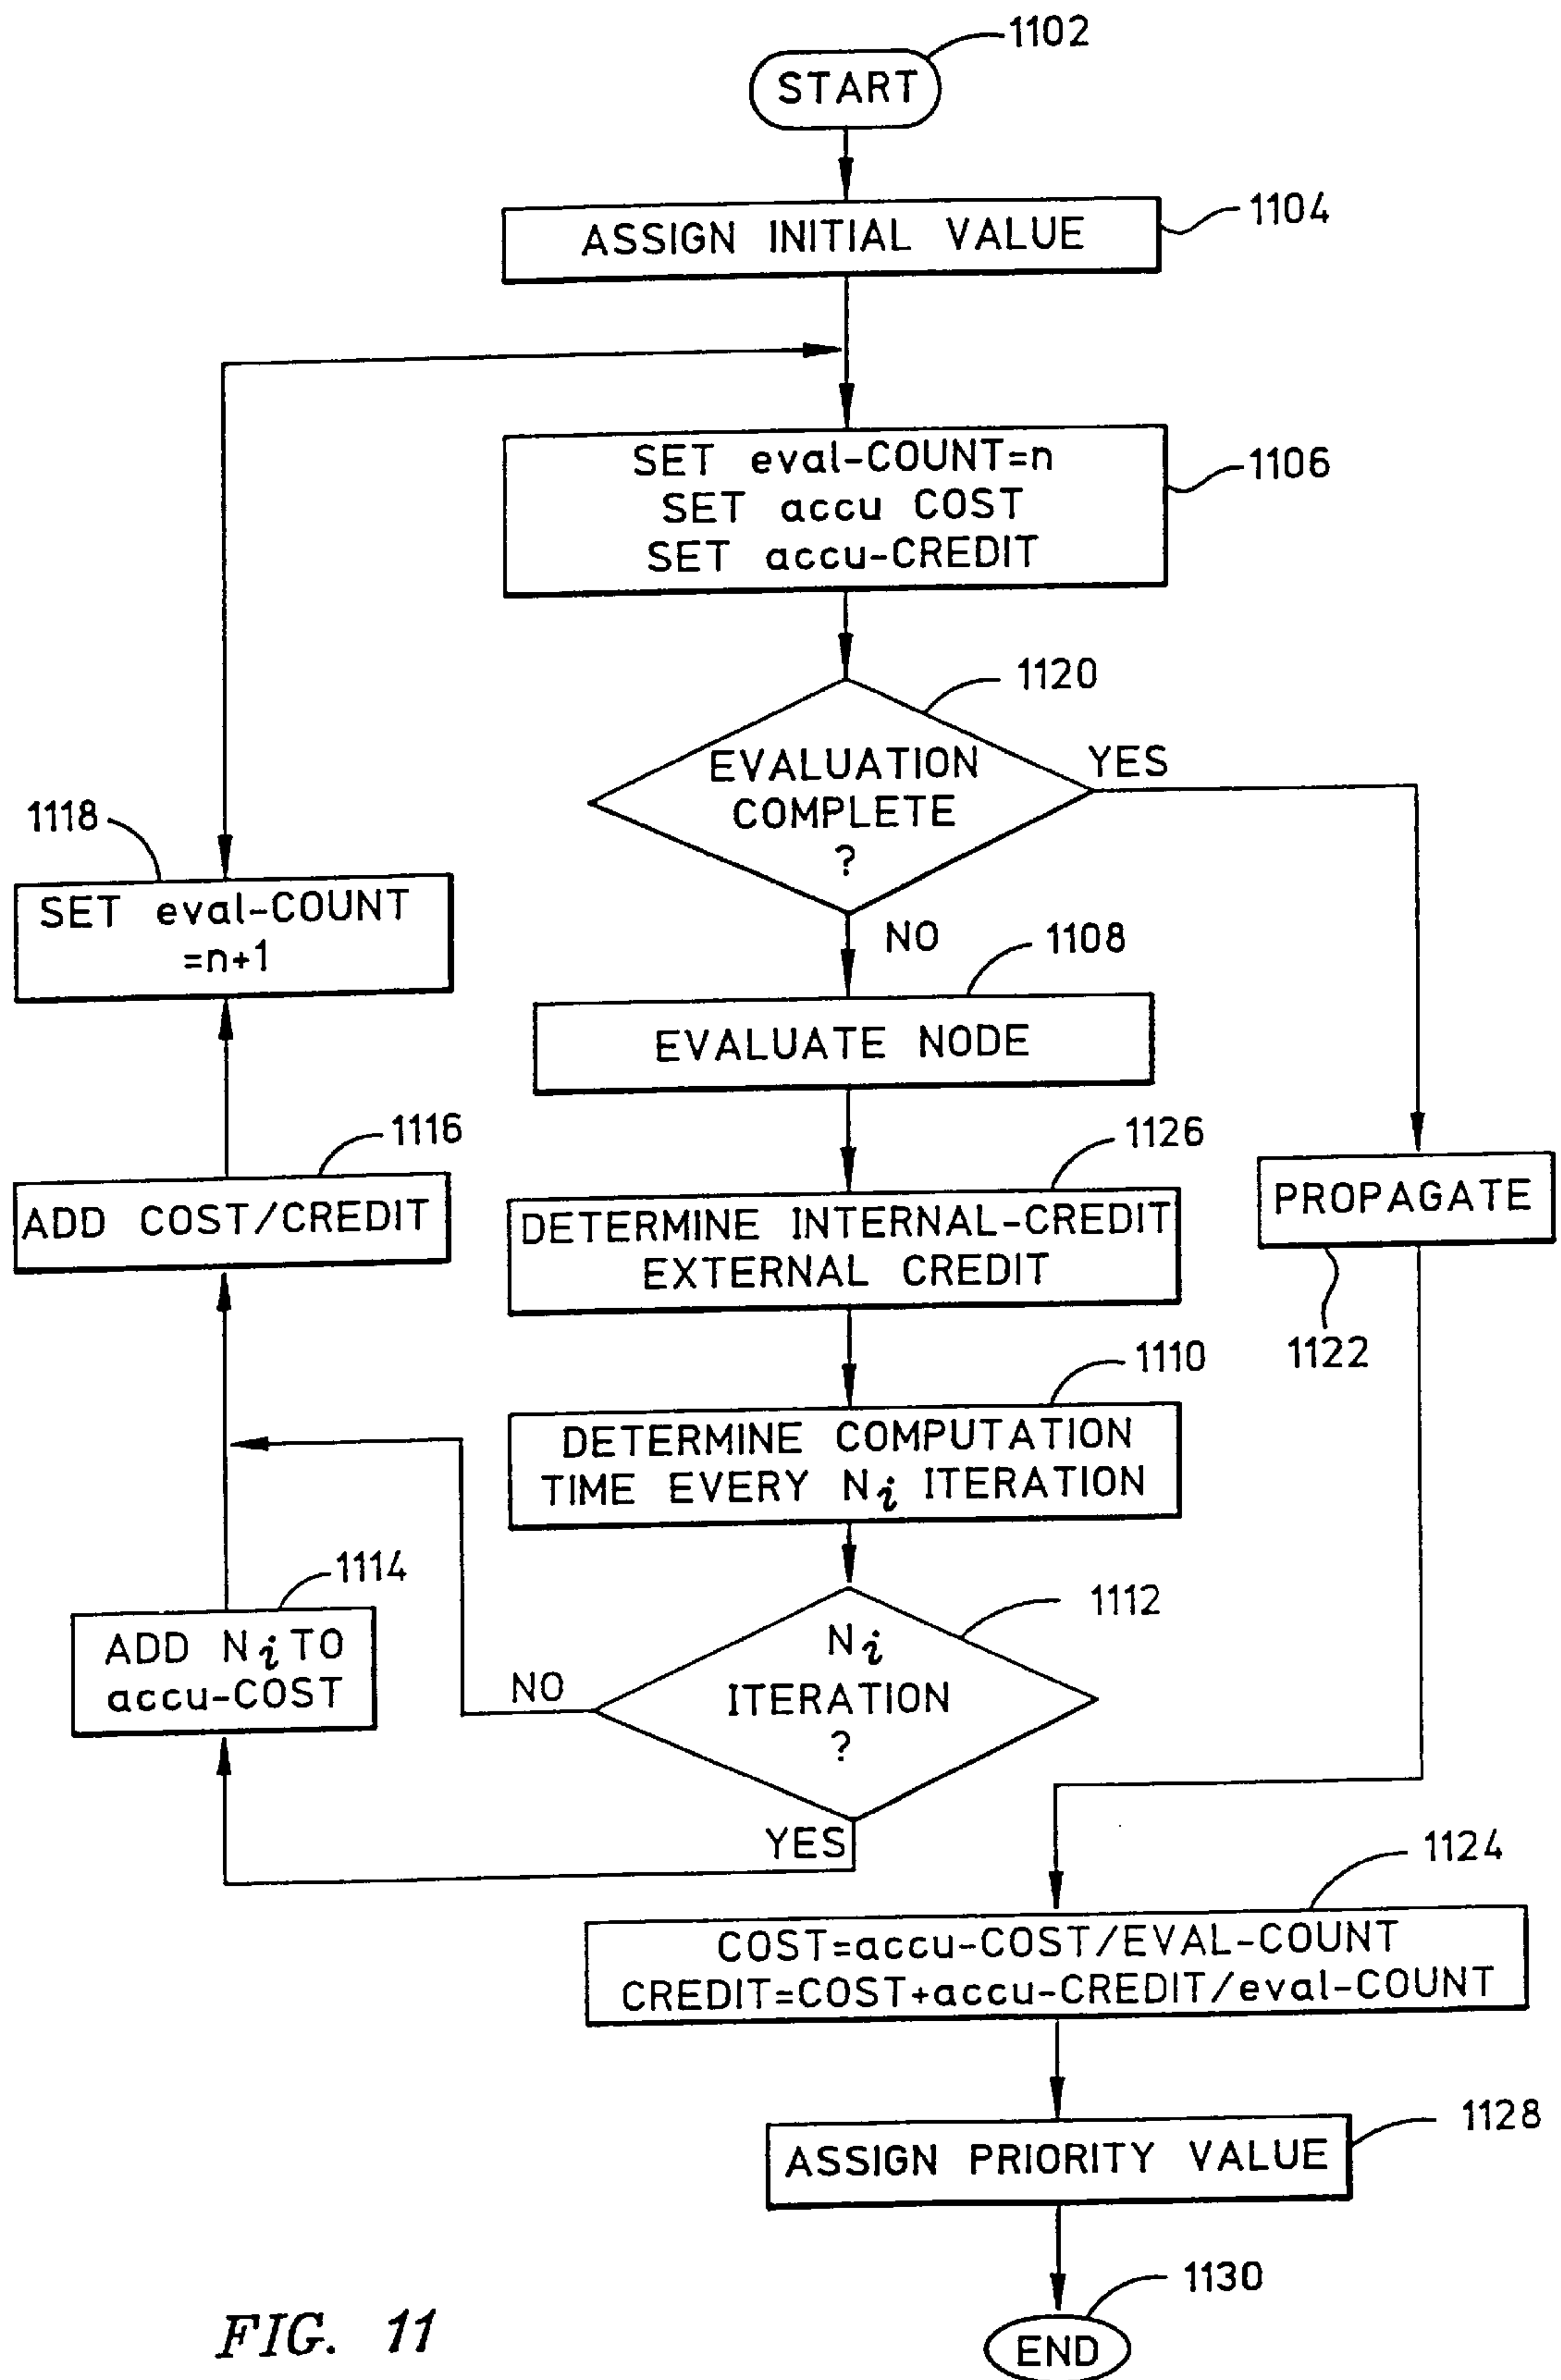 1102
START
ASSIGN INITIAL VALUE
1104
SET eval-COUNT=n
SET accu COST
SET accu-CREDIT
1106
1120
EVALUATION
COMPLETE
?
YES
NO
1118
SET eval-COUNT
=n+1
1108
EVALUATE NODE
1116
ADD COST/CREDIT
1126
DETERMINE INTERNAL-CREDIT
EXTERNAL CREDIT
PROPAGATE
1122
1110
DETERMINE COMPUTATION
TIME EVERY Ni ITERATION
1114
ADD Ni TO
accu-COST
1112
Ni
ITERATION
?
NO
YES
1124
COST=accu-COST/EVAL-COUNT
CREDIT=COST+accu-CREDIT/eval-COUNT
1128
ASSIGN PRIORITY VALUE
1130
END
FIG. 11